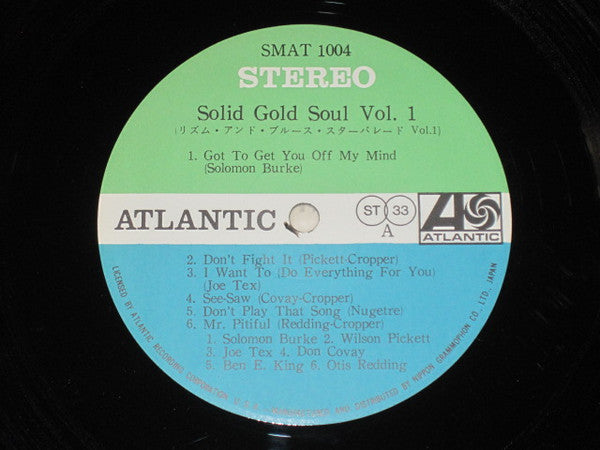 SMAT 1004
STEREO
Solid Gold Soul Vol. 1
(リズム・アンド・ブルース・スターパレード Vol.1)
1. Got To Get You Off My Mind
(Solomon Burke)
ATLANTIC
ST 33
A
ATLANTIC
2. Don't Fight It (Pickett-Cropper)
3. I Want To (Do Everything For You)
(Joe Tex)
4. See-Saw (Covay-Cropper)
5. Don't Play That Song (Nugetre)
6. Mr. Pitiful (Redding-Cropper)
1. Solomon Burke 2. Wilson Pickett
3. Joe Tex 4. Don Covay
5. Ben E. King 6. Otis Redding
LICENSED BY ATLANTIC RECORDING CORPORATION, U.S.A. MANUFACTURED AND DISTRIBUTED BY NIPPON GRAMMOPHON CO., LTD., JAPAN